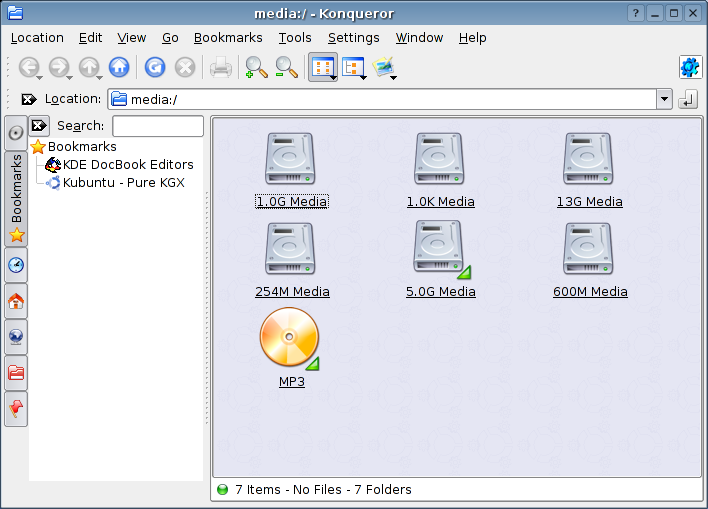 media:/ - Konqueror
Location Edit View Go Bookmarks Tools Settings Window Help
Location: media:/
Search:
Bookmarks
Bookmarks
KDE DocBook Editors
Kubuntu - Pure KGX
1.0G Media 1.0K Media 13G Media
254M Media 5.0G Media 600M Media
MP3
7 Items - No Files - 7 Folders